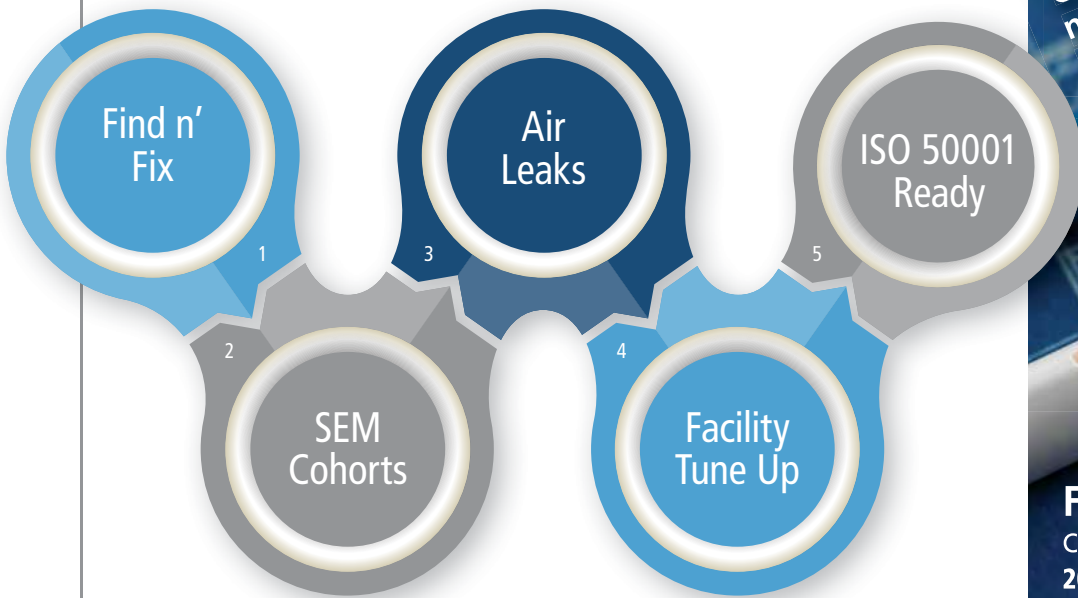 Find n’
Fix
1
2
SEM
Cohorts
3
Air
Leaks
4
Facility
Tune Up
5
ISO 50001
Ready